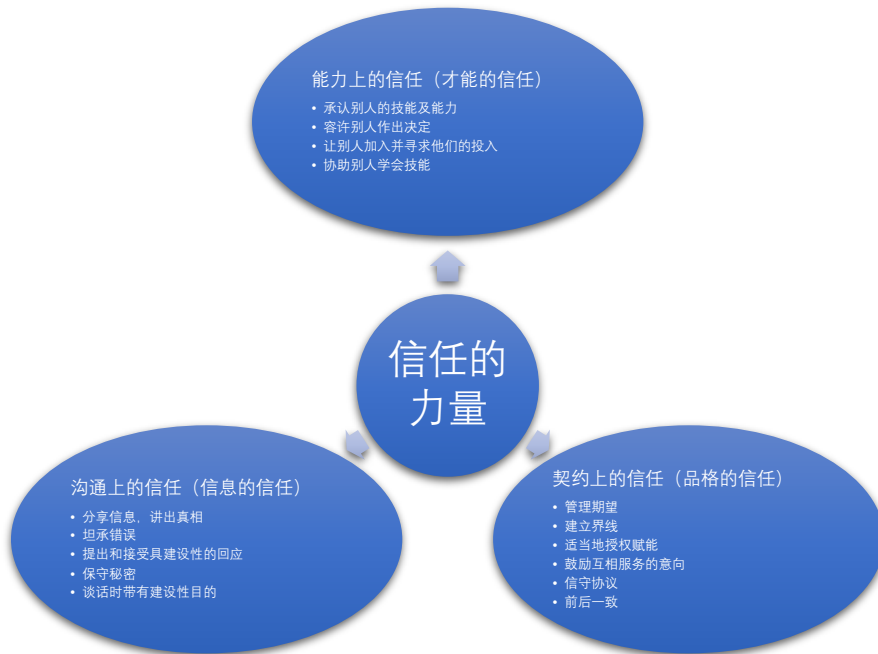 能力上的信任（才能的信任）
• 承认别人的技能及能力
• 容许别人作出决定
• 让别人加入并寻求他们的投入
• 协助别人学会技能
信任的
力量
沟通上的信任（信息的信任）
• 分享信息，讲出真相
• 坦承错误
• 提出和接受具建设性的回应
• 保守秘密
• 谈话时带有建设性目的
契约上的信任（品格的信任）
• 管理期望
• 建立界线
• 适当地授权赋能
• 鼓励互相服务的意向
• 信守协议
• 前后一致